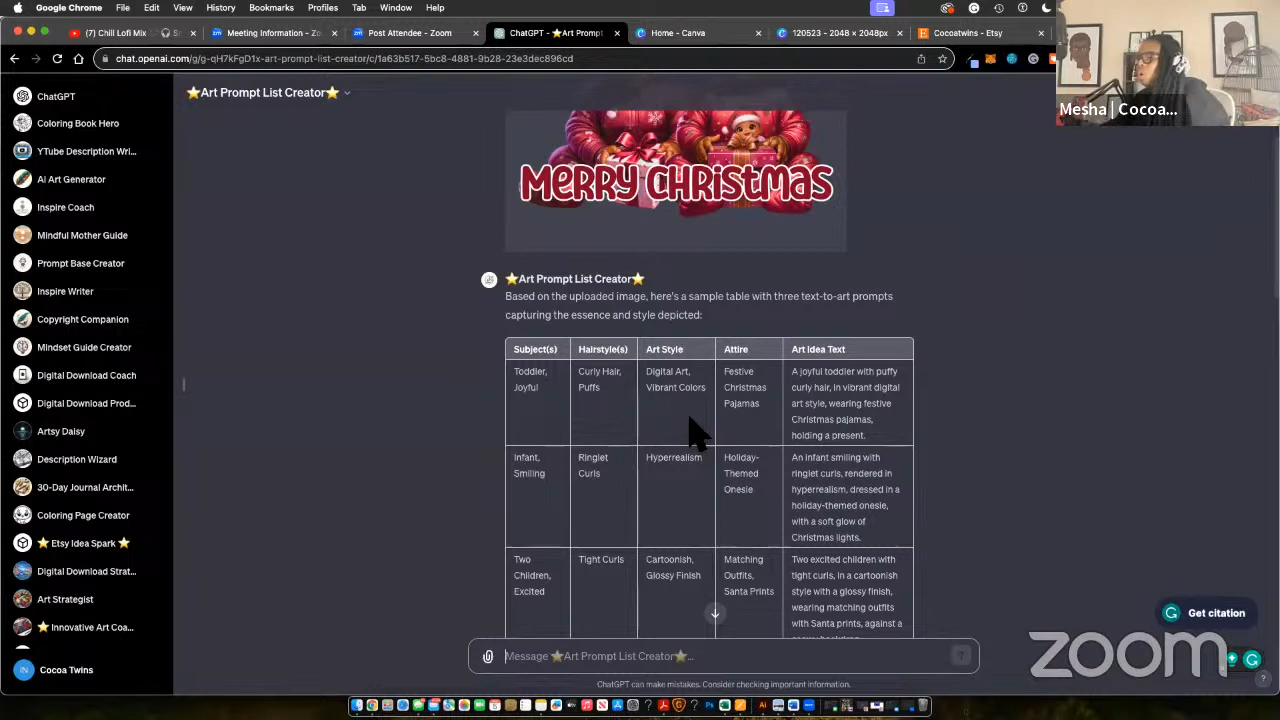 Google Chrome File Edit View History Bookmarks Profiles Tab Window Help
(7) Chill Lofi Mix
Meeting Information - Zo
Post Attendee - Zoom
ChatGPT - ⭐Art Prompt
Home - Canva
120523 - 2048 × 2048px
Cocoatwins - Etsy
chat.openai.com/g/g-qH7kFgD1x-art-prompt-list-creator/c/1a63b517-5bc8-4881-9b28-23e3dec896cd
Mesha | Cocoa...
⭐Art Prompt List Creator⭐
ChatGPT
Coloring Book Hero
YTube Description Wri...
Ai Art Generator
Inspire Coach
Mindful Mother Guide
Prompt Base Creator
Inspire Writer
Copyright Companion
Mindset Guide Creator
Digital Download Coach
Digital Download Prod...
Artsy Daisy
Description Wizard
30-Day Journal Archit...
Coloring Page Creator
⭐ Etsy Idea Spark ⭐
Digital Download Strat...
Art Strategist
⭐ Innovative Art Coa...
IN
Cocoa Twins
MERRY CHRISTMAS
⭐Art Prompt List Creator⭐
Based on the uploaded image, here's a sample table with three text-to-art prompts
capturing the essence and style depicted:
Subject(s) Hairstyle(s) Art Style Attire Art Idea Text
Toddler,
Joyful
Curly Hair,
Puffs
Digital Art,
Vibrant Colors
Festive
Christmas
Pajamas
A joyful toddler with puffy
curly hair, in vibrant digital
art style, wearing festive
Christmas pajamas,
holding a present.
Infant,
Smiling
Ringlet
Curls
Hyperrealism
Holiday-
Themed
Onesie
An infant smiling with
ringlet curls, rendered in
hyperrealism, dressed in a
holiday-themed onesie,
with a soft glow of
Christmas lights.
Two
Children,
Excited
Tight Curls
Cartoonish,
Glossy Finish
Matching
Outfits,
Santa Prints
Two excited children with
tight curls, in a cartoonish
style with a glossy finish,
wearing matching outfits
with Santa prints, against a
Message ⭐Art Prompt List Creator⭐...
?
ChatGPT can make mistakes. Consider checking important information.
Get citation
zoom
?